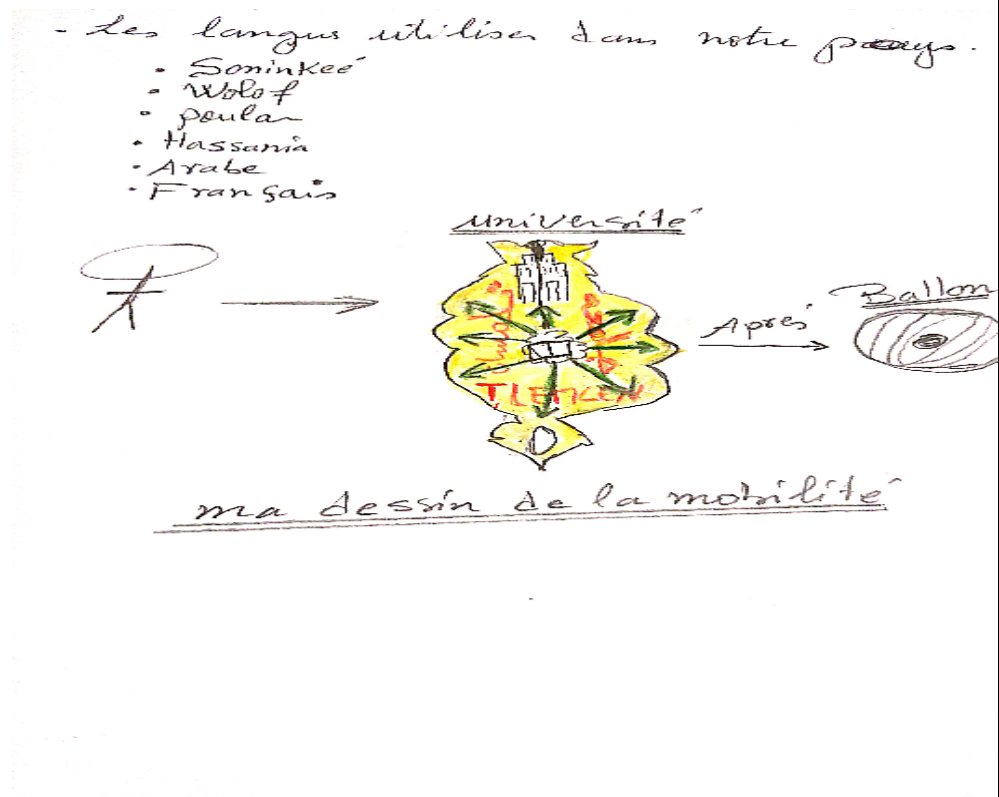 - Les langus utiliser dans notre pays.
• Soninkeé
• Wolof
• poular
• Hassania
• Arabe
• Français
université
TLEMCEN
Après
Ballon
ma dessin de la mobilité